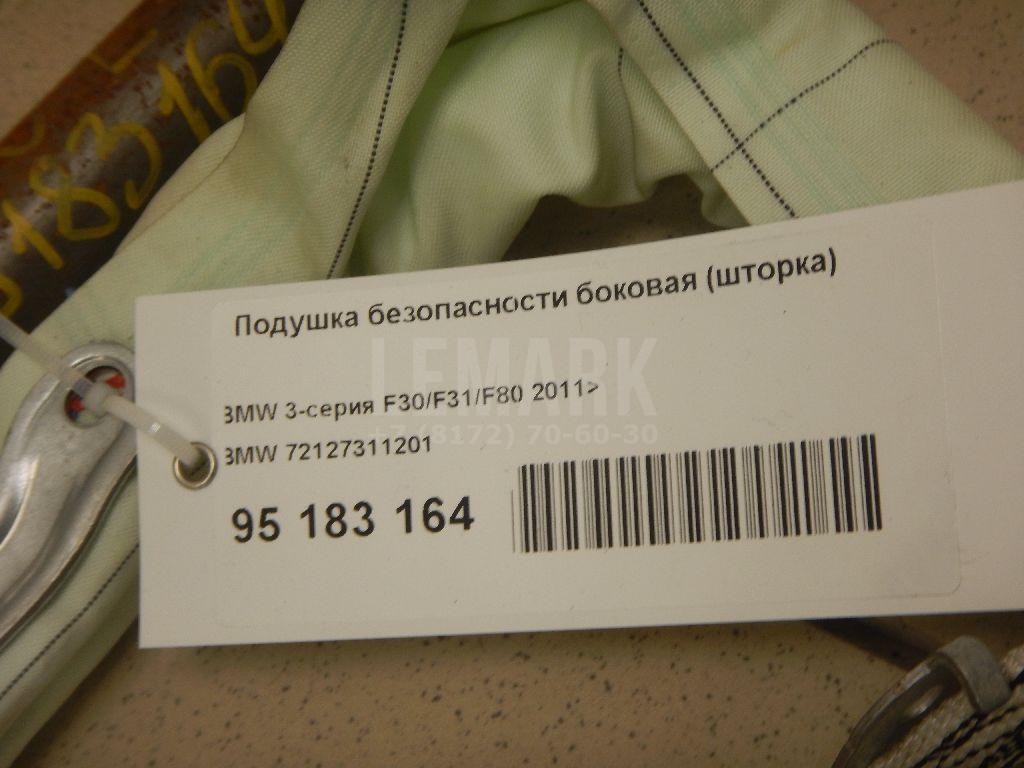 183164
Подушка безопасности боковая (шторка)
LEMARK
BMW 3-серия F30/F31/F80 2011>
+7 (8172) 70-60-30
BMW 72127311201
95 183 164